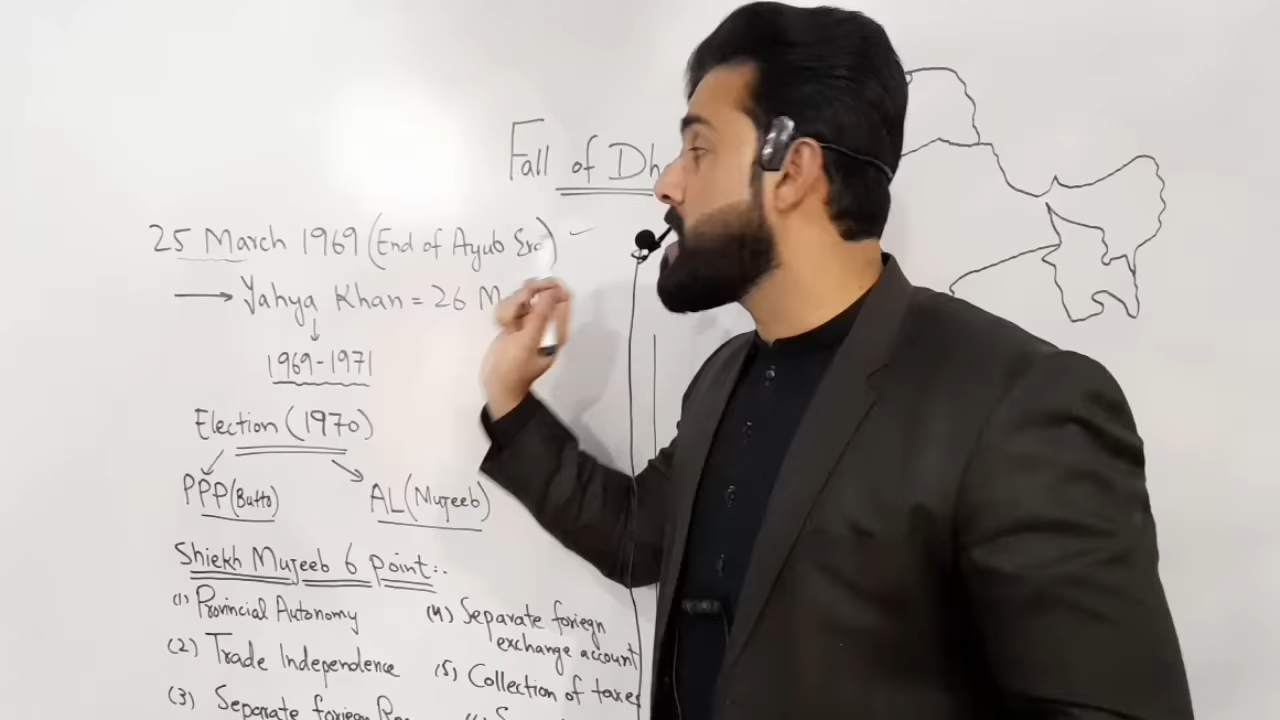 Fall of
25 March 1969 (End of Ayub Era)
→ Yahya Khan = 26
↓
1969-1971
Election (1970)
PPP (Butto)
AL (Mujeeb)
Shiekh Mujeeb 6 point:-
(1) Provincial Autonomy
(2) Trade Independence
(3) Separate foriegn
(4) Separate foriegn
exchange account
(5) Collection of taxes